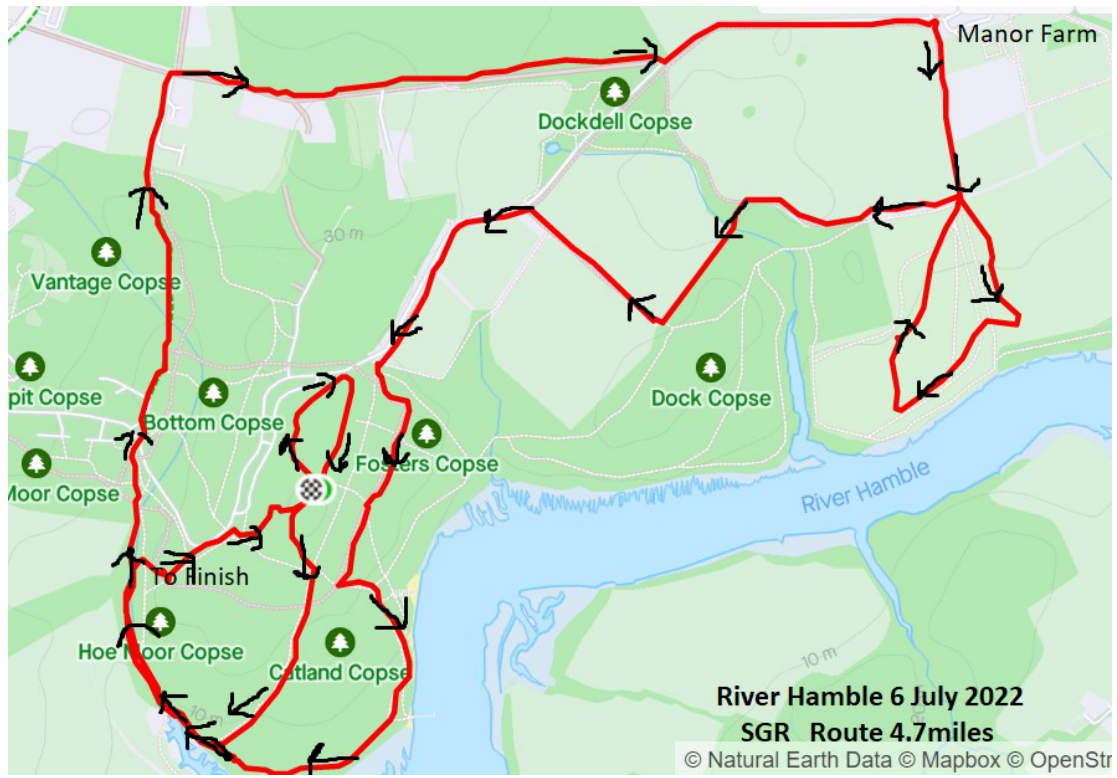 Manor Farm
Dockdell Copse
30 m
Vantage Copse
pit Copse
Bottom Copse
Dock Copse
Fosters Copse
Moor Copse
River Hamble
To Finish
Hoe Moor Copse
Catland Copse
10 m
10 m
River Hamble 6 July 2022
SGR Route 4.7miles
© Natural Earth Data © Mapbox © OpenStr